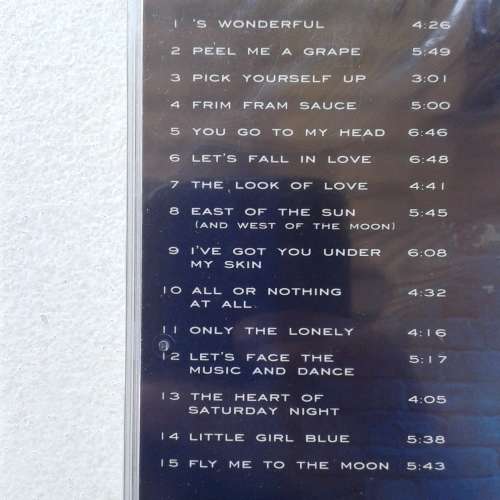 1 'S WONDERFUL 4:26
2 PEEL ME A GRAPE 5:49
3 PICK YOURSELF UP 3:01
4 FRIM FRAM SAUCE 5:00
5 YOU GO TO MY HEAD 6:46
6 LET'S FALL IN LOVE 6:48
7 THE LOOK OF LOVE 4:41
8 EAST OF THE SUN 5:45
(AND WEST OF THE MOON)
9 I'VE GOT YOU UNDER 6:08
MY SKIN
10 ALL OR NOTHING 4:32
AT ALL
11 ONLY THE LONELY 4:16
12 LET'S FACE THE 5:17
MUSIC AND DANCE
13 THE HEART OF 4:05
SATURDAY NIGHT
14 LITTLE GIRL BLUE 5:38
15 FLY ME TO THE MOON 5:43